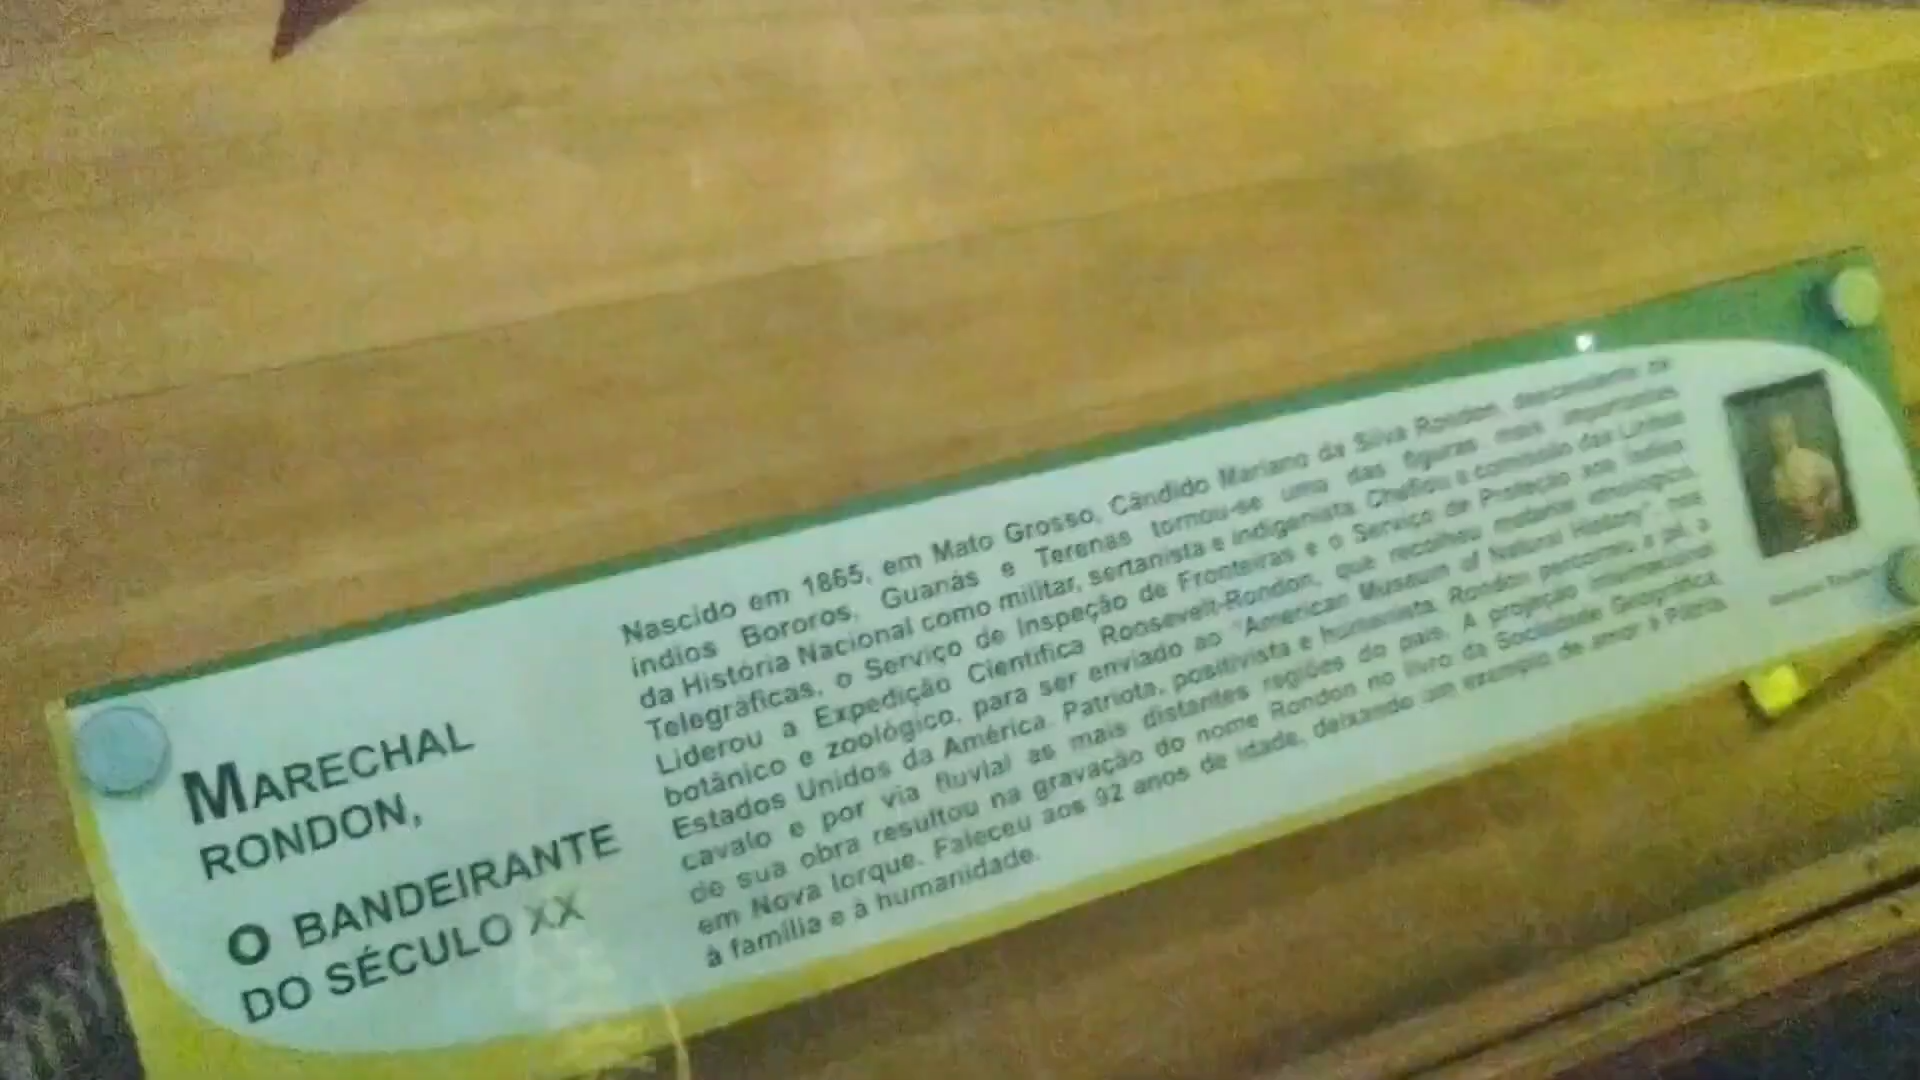 MARECHAL
RONDON,
O BANDEIRANTE
DO SÉCULO XX
Nascido em 1865, em Mato Grosso, Cândido Mariano da Silva Rondon, descendente de
índios Bororos, Guanás e Terenas tornou-se uma das figuras mais importantes
da História Nacional como militar, sertanista e indigenista. Chefiou a comissão das Linhas
Telegráficas, o Serviço de Inspeção de Fronteiras e o Serviço de Proteção aos Índios.
Liderou a Expedição Científica Roosevelt-Rondon, que recolheu material etnológico,
botânico e zoológico, para ser enviado ao "American Museum of Natural History", nos
Estados Unidos da América. Patriota, positivista e humanista, Rondon percorreu a pé, a
cavalo e por via fluvial as mais distantes regiões do país. A projeção internacional
de sua obra resultou na gravação do nome Rondon no livro da Sociedade Geográfica,
em Nova Iorque. Faleceu aos 92 anos de idade, deixando um exemplo de amor à Pátria,
à família e à humanidade.